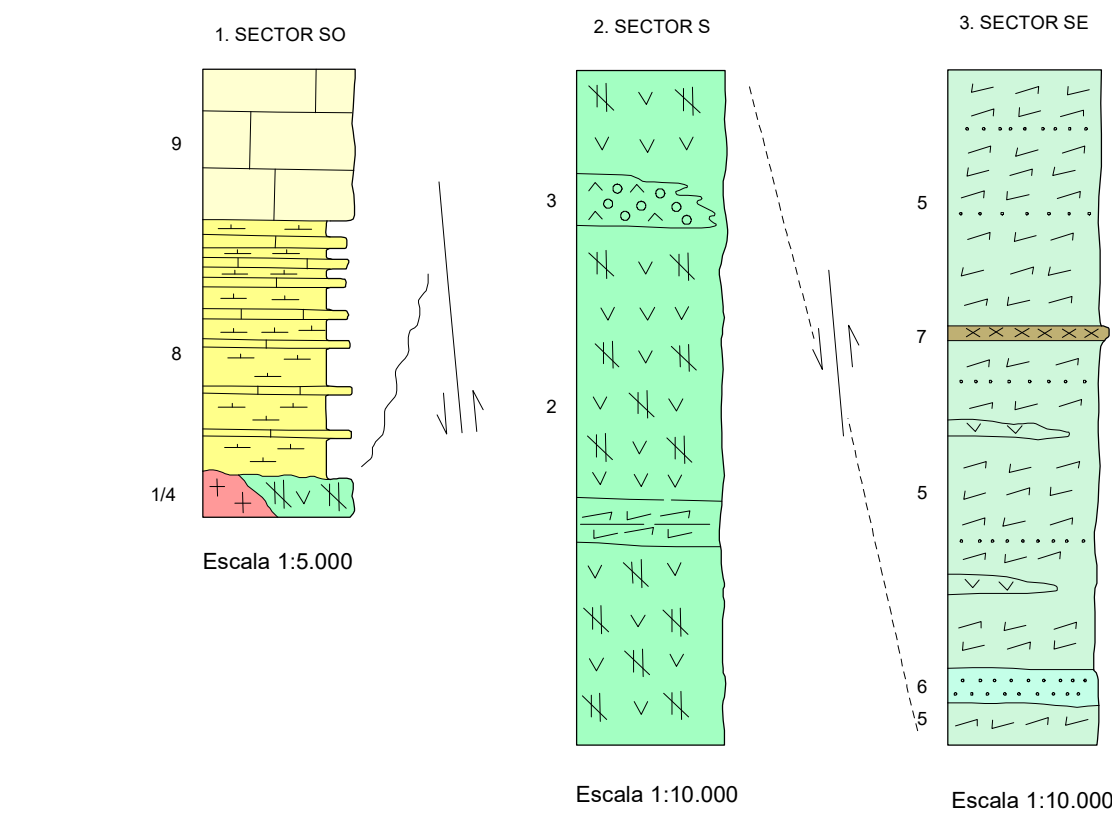 1. SECTOR SO
9
8
1/4
Escala 1:5.000
2. SECTOR S
3
2
Escala 1:10.000
3. SECTOR SE
5
7
5
6
5
Escala 1:10.000